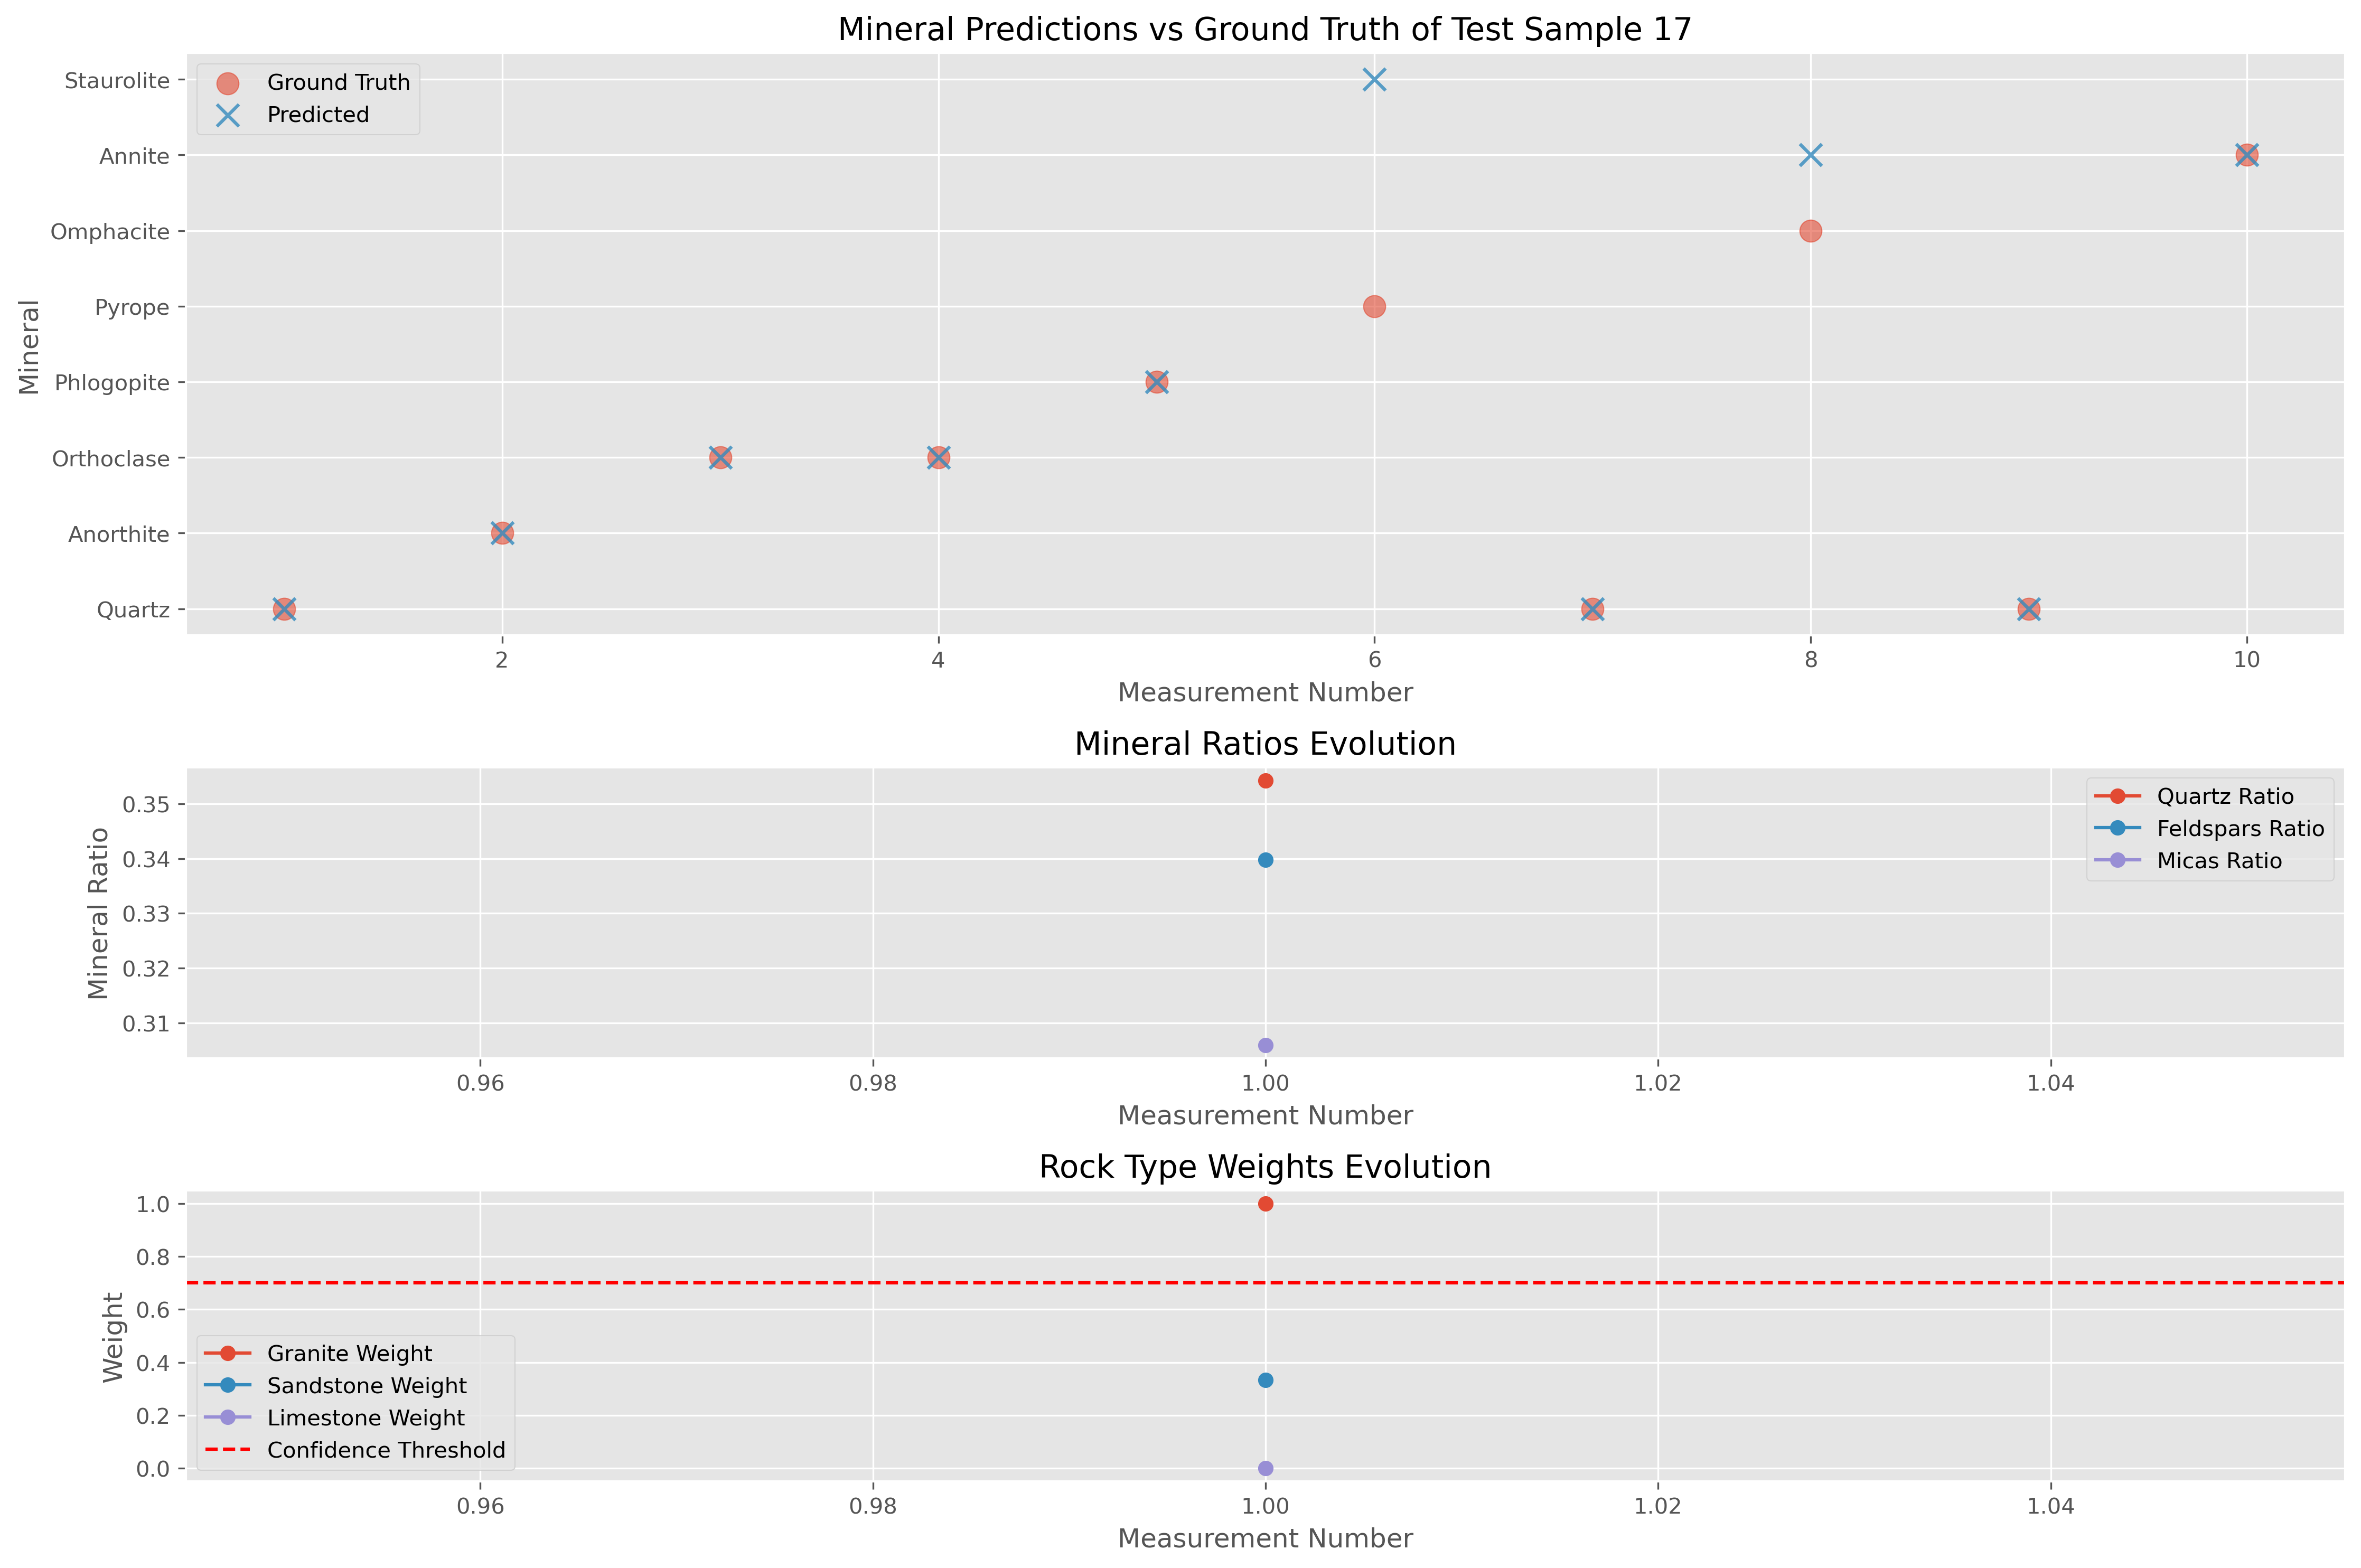 Mineral Predictions vs Ground Truth of Test Sample 17
Ground Truth
Predicted
Mineral
Staurolite
Annite
Omphacite
Pyrope
Phlogopite
Orthoclase
Anorthite
Quartz
2 4 6 8 10
Measurement Number
Mineral Ratios Evolution
Quartz Ratio
Feldspars Ratio
Micas Ratio
Mineral Ratio
0.35
0.34
0.33
0.32
0.31
0.96 0.98 1.00 1.02 1.04
Measurement Number
Rock Type Weights Evolution
Weight
1.0
0.8
0.6
0.4
0.2
0.0
Granite Weight
Sandstone Weight
Limestone Weight
Confidence Threshold
0.96 0.98 1.00 1.02 1.04
Measurement Number